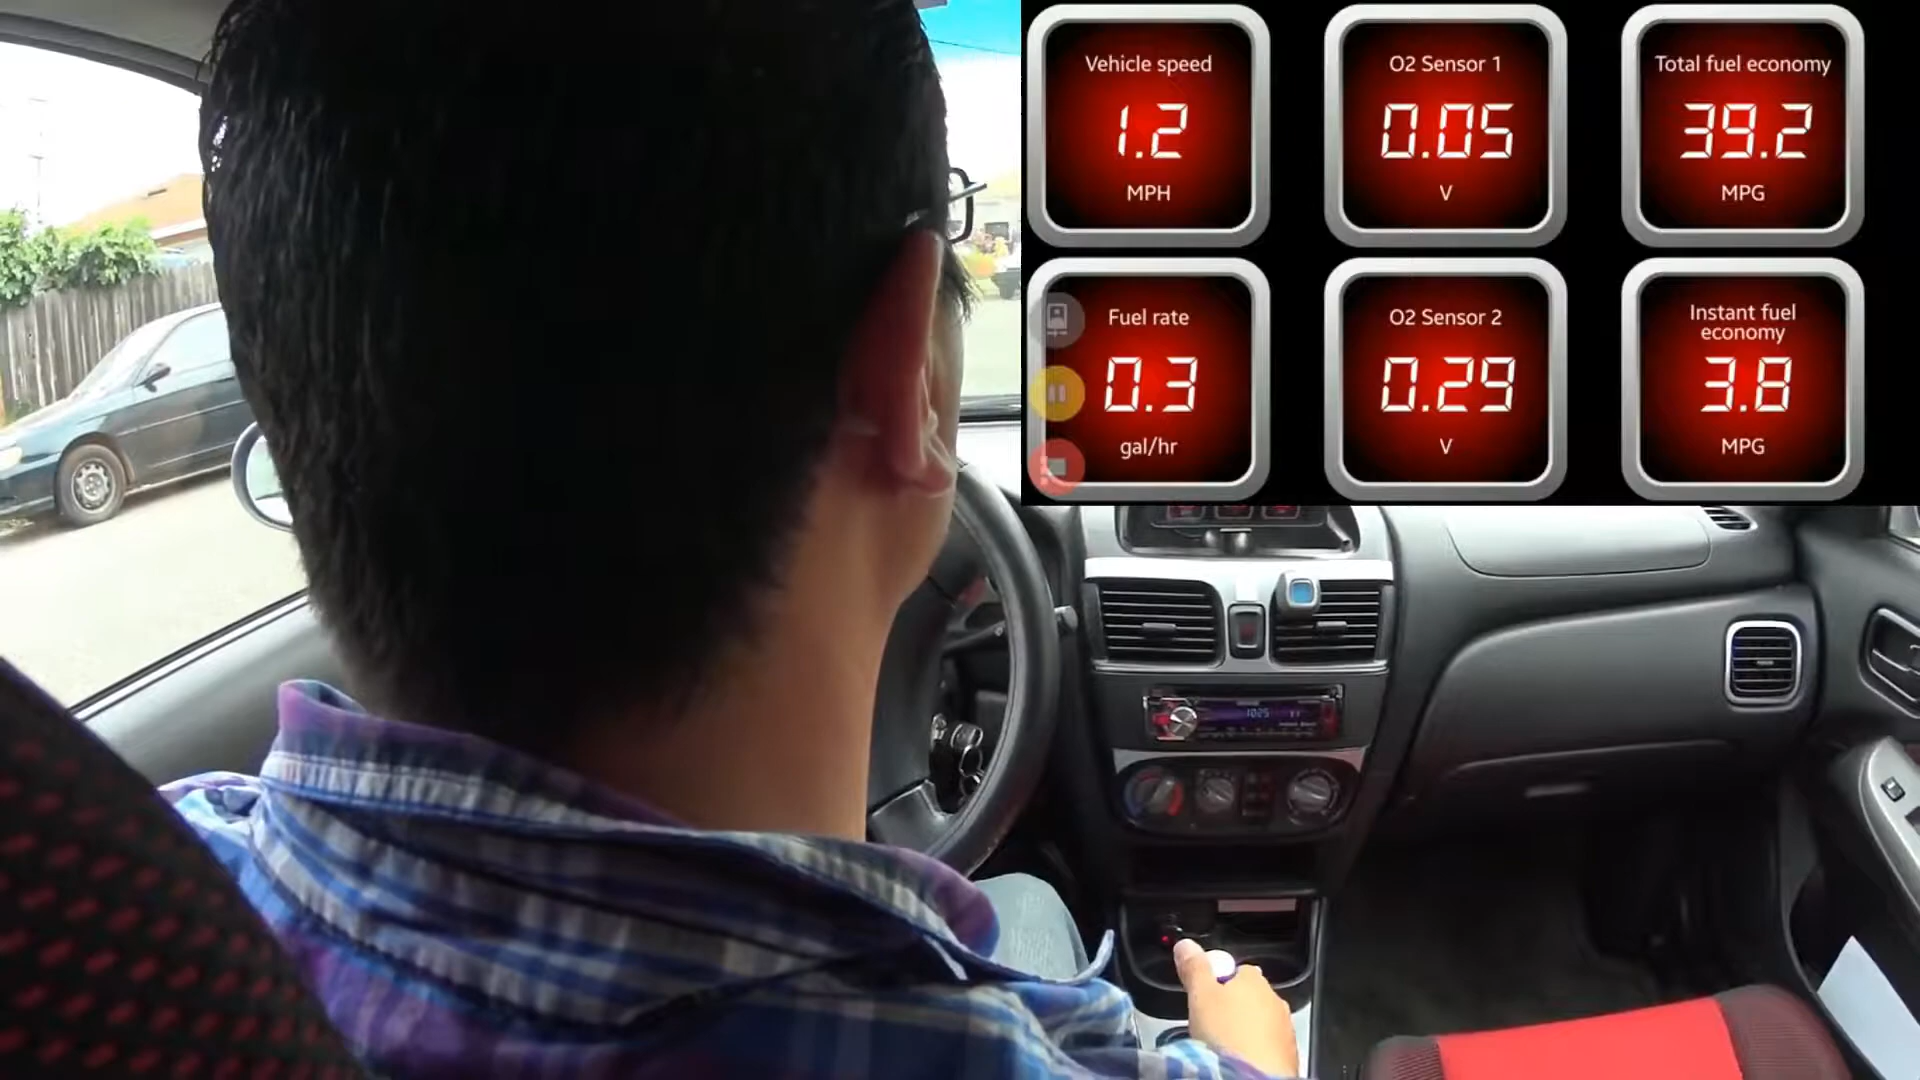 Vehicle speed
1.2
MPH
O2 Sensor 1
0.05
V
Total fuel economy
39.2
MPG
Fuel rate
0.3
gal/hr
O2 Sensor 2
0.29
V
Instant fuel
economy
3.8
MPG